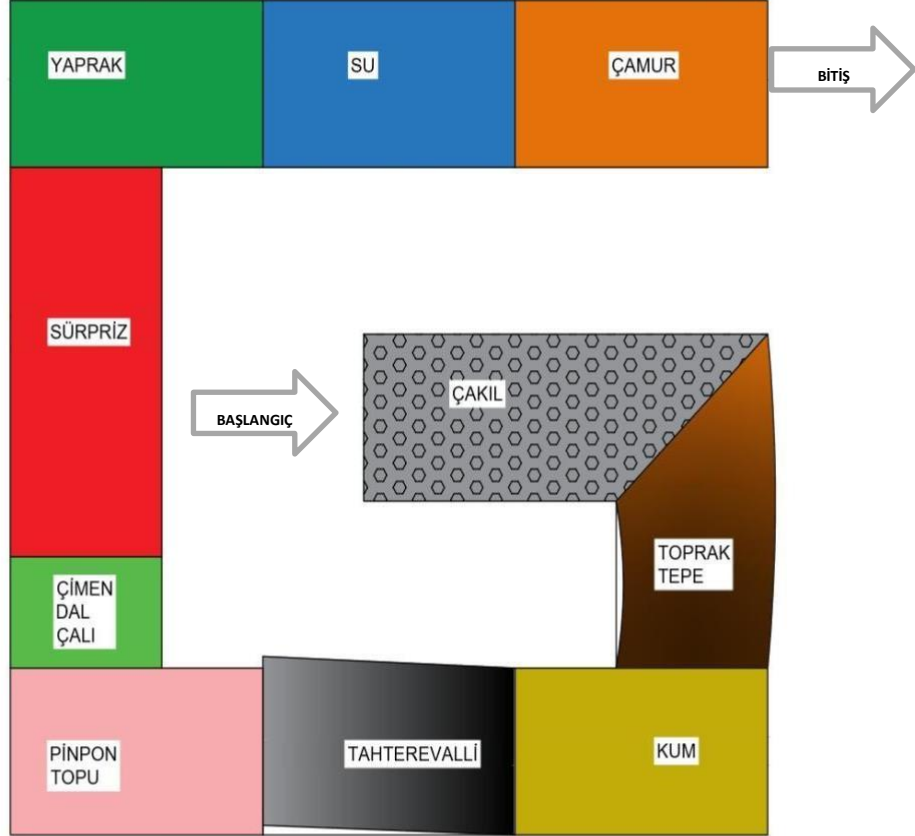 YAPRAK
SU
ÇAMUR
BİTİŞ
SÜRPRİZ
BAŞLANGIÇ
ÇAKIL
TOPRAK
TEPE
ÇİMEN
DAL
ÇALI
PİNPON
TOPU
TAHTEREVALLİ
KUM